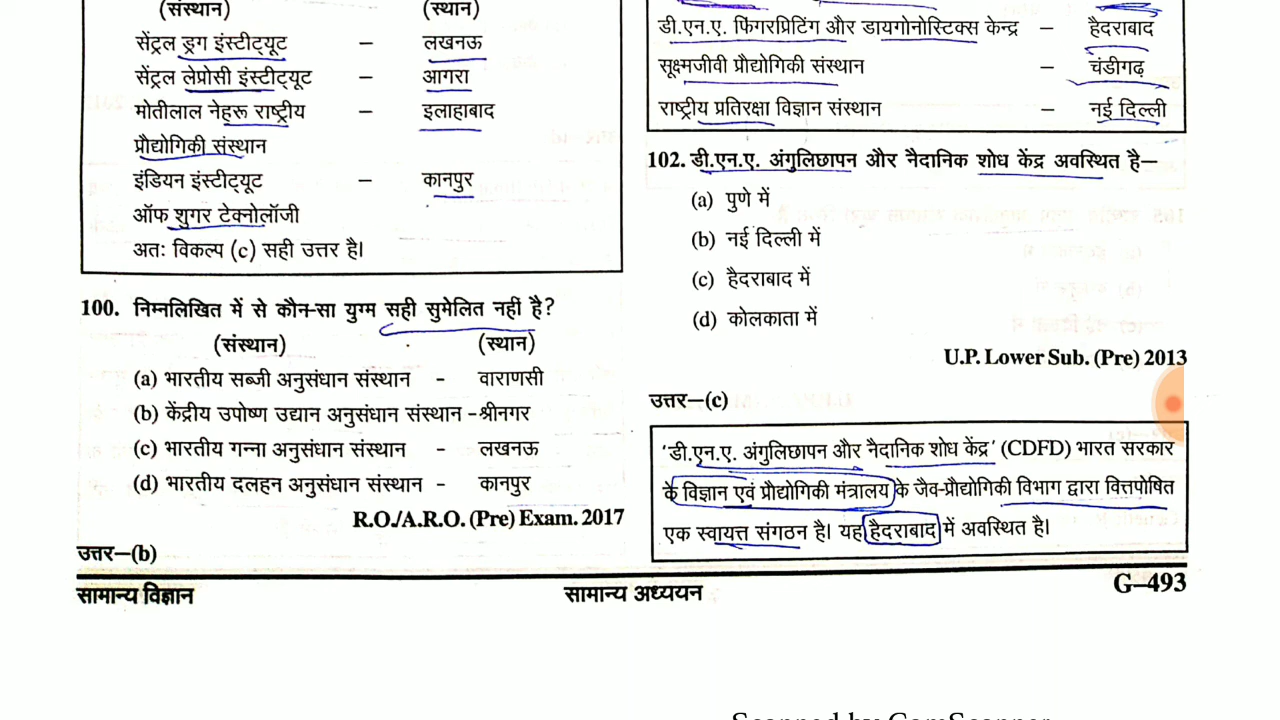 (संस्थान) (स्थान)
सेंट्रल ड्रग इंस्टीट्यूट – लखनऊ
सेंट्रल लेप्रोसी इंस्टीट्यूट – आगरा
मोतीलाल नेहरू राष्ट्रीय – इलाहाबाद
प्रौद्योगिकी संस्थान
इंडियन इंस्टीट्यूट – कानपुर
ऑफ शुगर टेक्नोलॉजी
अतः विकल्प (c) सही उत्तर है।
100. निम्नलिखित में से कौन-सा युग्म सही सुमेलित नहीं है?
(संस्थान) (स्थान)
(a) भारतीय सब्जी अनुसंधान संस्थान - वाराणसी
(b) केंद्रीय उपोष्ण उद्यान अनुसंधान संस्थान -श्रीनगर
(c) भारतीय गन्ना अनुसंधान संस्थान - लखनऊ
(d) भारतीय दलहन अनुसंधान संस्थान - कानपुर
R.O./A.R.O. (Pre) Exam. 2017
उत्तर—(b)
डी.एन.ए. फिंगरप्रिटिंग और डायगोनोस्टिक्स केन्द्र – हैदराबाद
सूक्ष्मजीवी प्रौद्योगिकी संस्थान – चंडीगढ़
राष्ट्रीय प्रतिरक्षा विज्ञान संस्थान – नई दिल्ली
102. डी.एन.ए. अंगुलिछापन और नैदानिक शोध केंद्र अवस्थित है—
(a) पुणे में
(b) नई दिल्ली में
(c) हैदराबाद में
(d) कोलकाता में
U.P. Lower Sub. (Pre) 2013
उत्तर—(c)
'डी.एन.ए. अंगुलिछापन और नैदानिक शोध केंद्र' (CDFD) भारत सरकार
के विज्ञान एवं प्रौद्योगिकी मंत्रालय के जैव-प्रौद्योगिकी विभाग द्वारा वित्तपोषित
एक स्वायत्त संगठन है। यह हैदराबाद में अवस्थित है।
सामान्य विज्ञान सामान्य अध्ययन G–493
Scanned by CamScanner